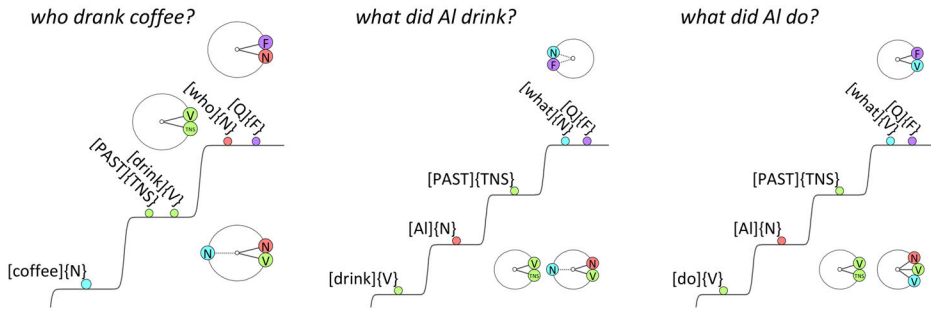 who drank coffee?
F
N
[who]{N}
[Q]{F}
V
TNS
[drink]{V}
[PAST]{TNS}
N
N
V
[coffee]{N}
what did Al drink?
N
F
[what]{N}
[Q]{F}
[PAST]{TNS}
[Al]{N}
V
TNS
N
N
V
[drink]{V}
what did Al do?
F
V
[what]{V}
[Q]{F}
[PAST]{TNS}
[Al]{N}
V
TNS
N
V
V
[do]{V}